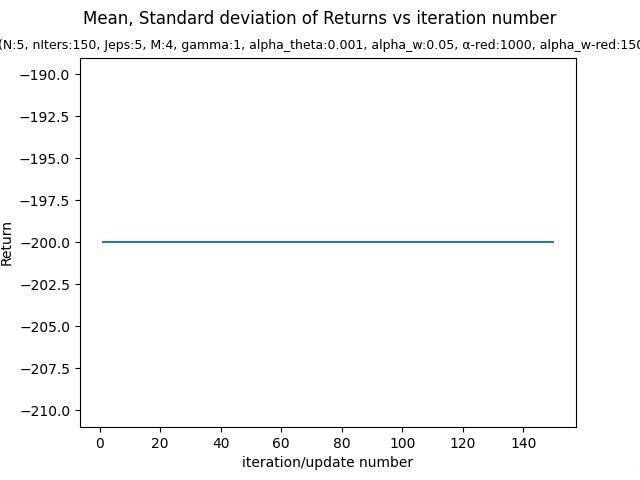 Mean, Standard deviation of Returns vs iteration number
(N:5, nIters:150, Jeps:5, M:4, gamma:1, alpha_theta:0.001, alpha_w:0.05, α-red:1000, alpha_w-red:150
−190.0
−192.5
−195.0
−197.5
−200.0
−202.5
−205.0
−207.5
−210.0
Return
0 20 40 60 80 100 120 140
iteration/update number